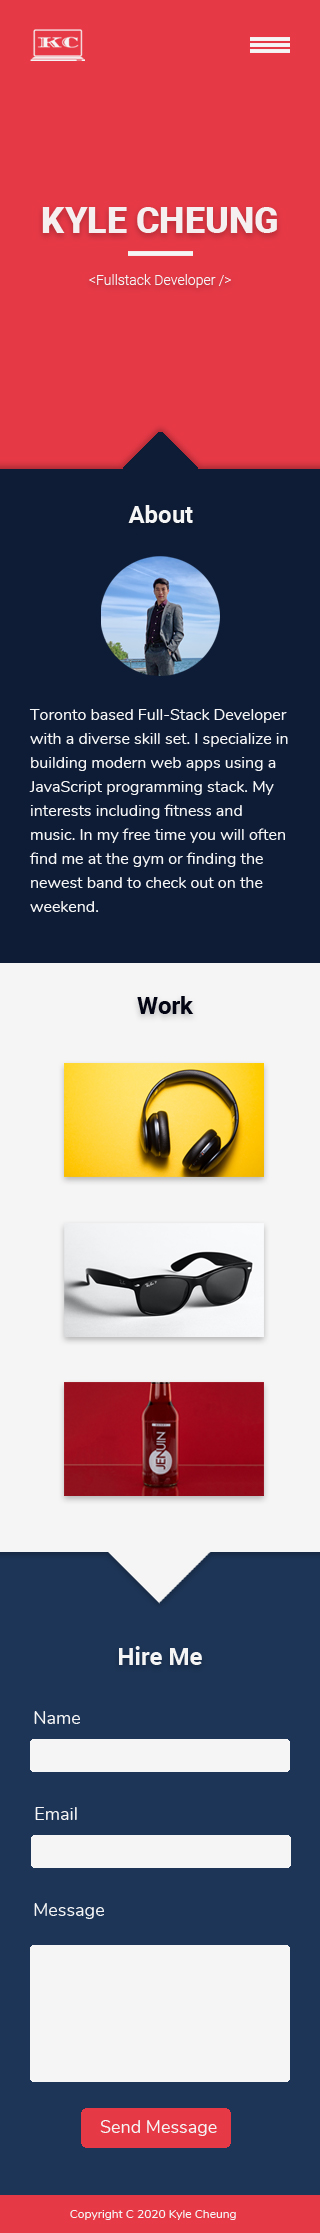 KC
KYLE CHEUNG
<Fullstack Developer />
About
Toronto based Full-Stack Developer
with a diverse skill set. I specialize in
building modern web apps using a
JavaScript programming stack. My
interests including fitness and
music. In my free time you will often
find me at the gym or finding the
newest band to check out on the
weekend.
Work
JENUIN
Hire Me
Name
Email
Message
Send Message
Copyright C 2020 Kyle Cheung